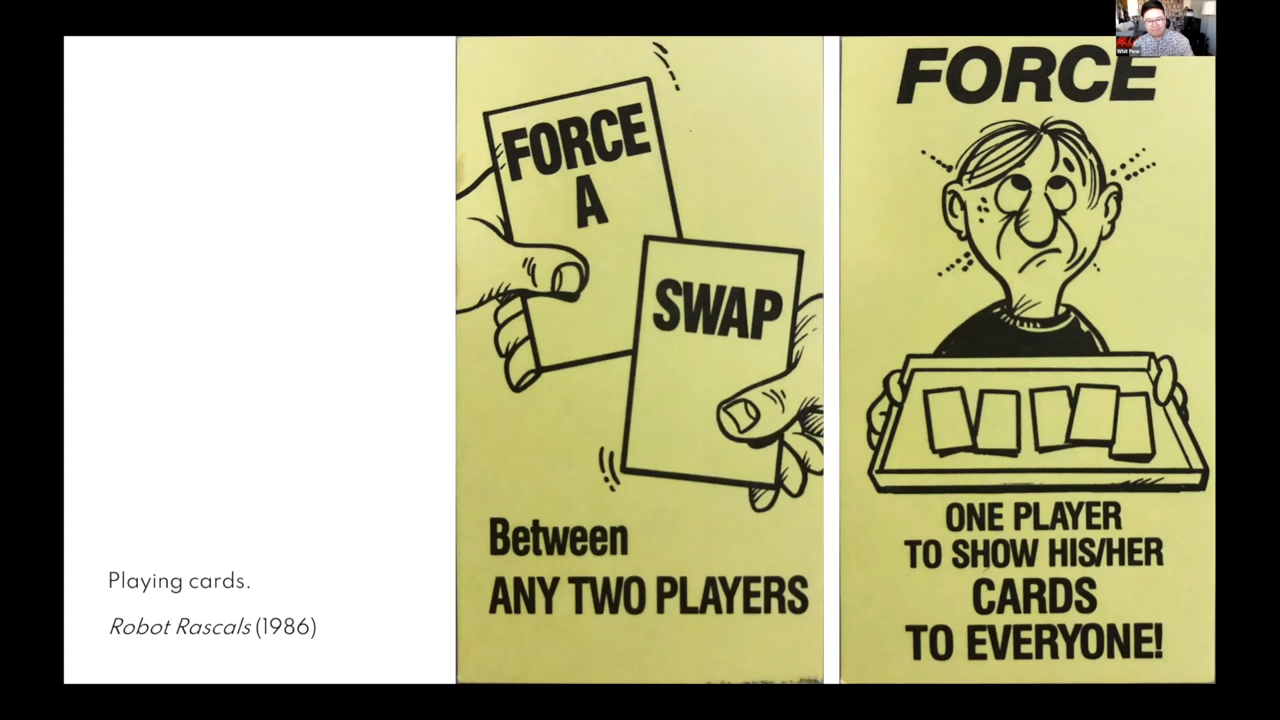 Playing cards.
Robot Rascals (1986)
FORCE
A
SWAP
Between
ANY TWO PLAYERS
FORCE
ONE PLAYER
TO SHOW HIS/HER
CARDS
TO EVERYONE!